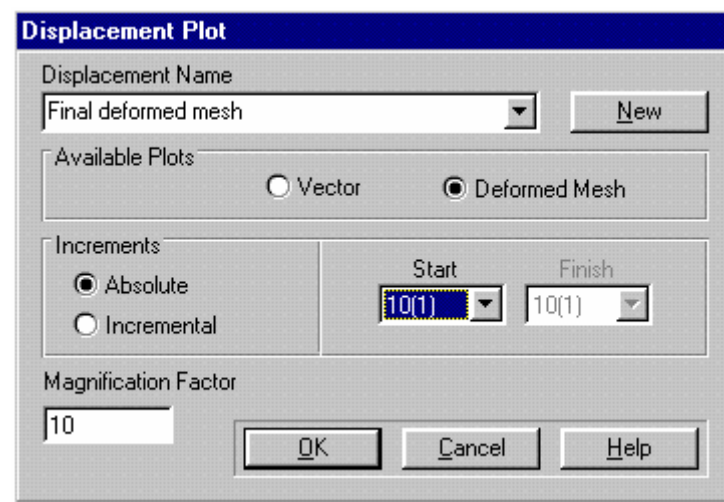 Displacement Plot
Displacement Name
Final deformed mesh
New
Available Plots
Vector
Deformed Mesh
Increments
Absolute
Incremental
Start
Finish
10(1)
10(1)
Magnification Factor
10
OK
Cancel
Help